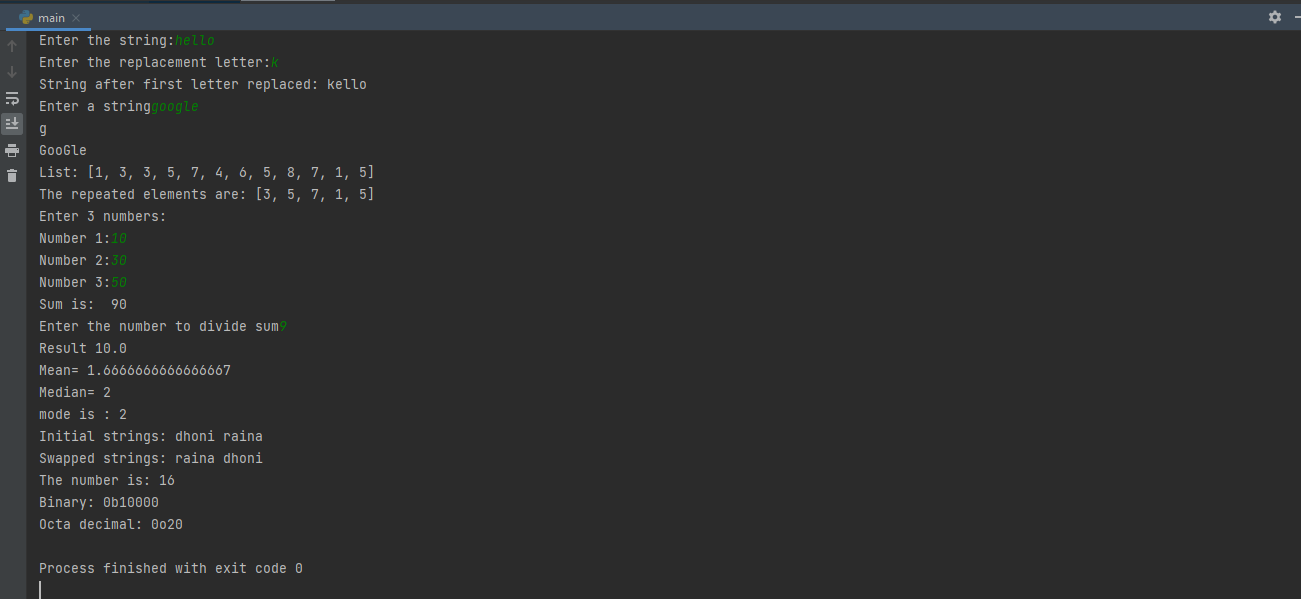 main
Enter the string:hello
Enter the replacement letter:k
String after first letter replaced: kello
Enter a stringgoogle
g
GooGle
List: [1, 3, 3, 5, 7, 4, 6, 5, 8, 7, 1, 5]
The repeated elements are: [3, 5, 7, 1, 5]
Enter 3 numbers:
Number 1:10
Number 2:30
Number 3:50
Sum is:  90
Enter the number to divide sum9
Result 10.0
Mean= 1.6666666666666667
Median= 2
mode is : 2
Initial strings: dhoni raina
Swapped strings: raina dhoni
The number is: 16
Binary: 0b10000
Octa decimal: 0o20
Process finished with exit code 0